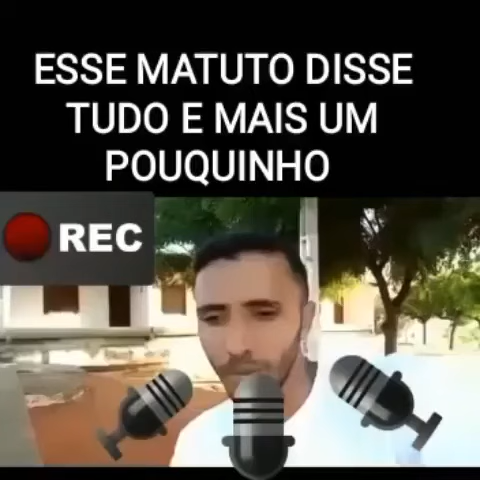 ESSE MATUTO DISSE
TUDO E MAIS UM
POUQUINHO
REC